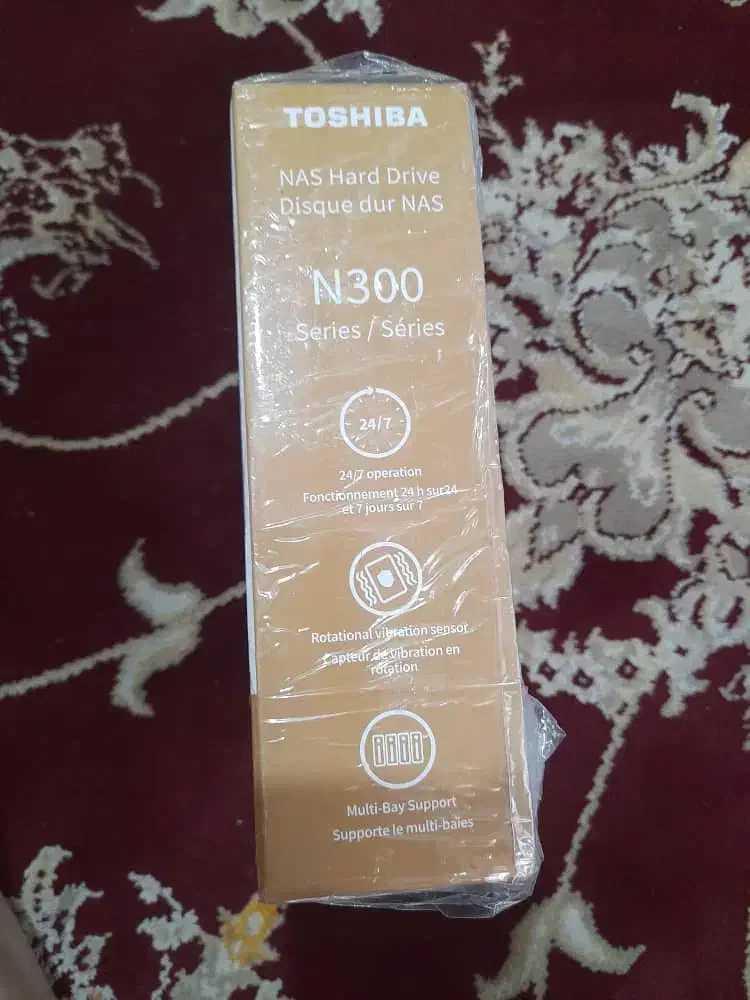 TOSHIBA
NAS Hard Drive
Disque dur NAS
N300
Series / Séries
24/7
24/7 operation
Fonctionnement 24 h sur 24
et 7 jours sur 7
Rotational vibration sensor
Capteur de vibration en
rotation
Multi-Bay Support
Supporte le multi-baies